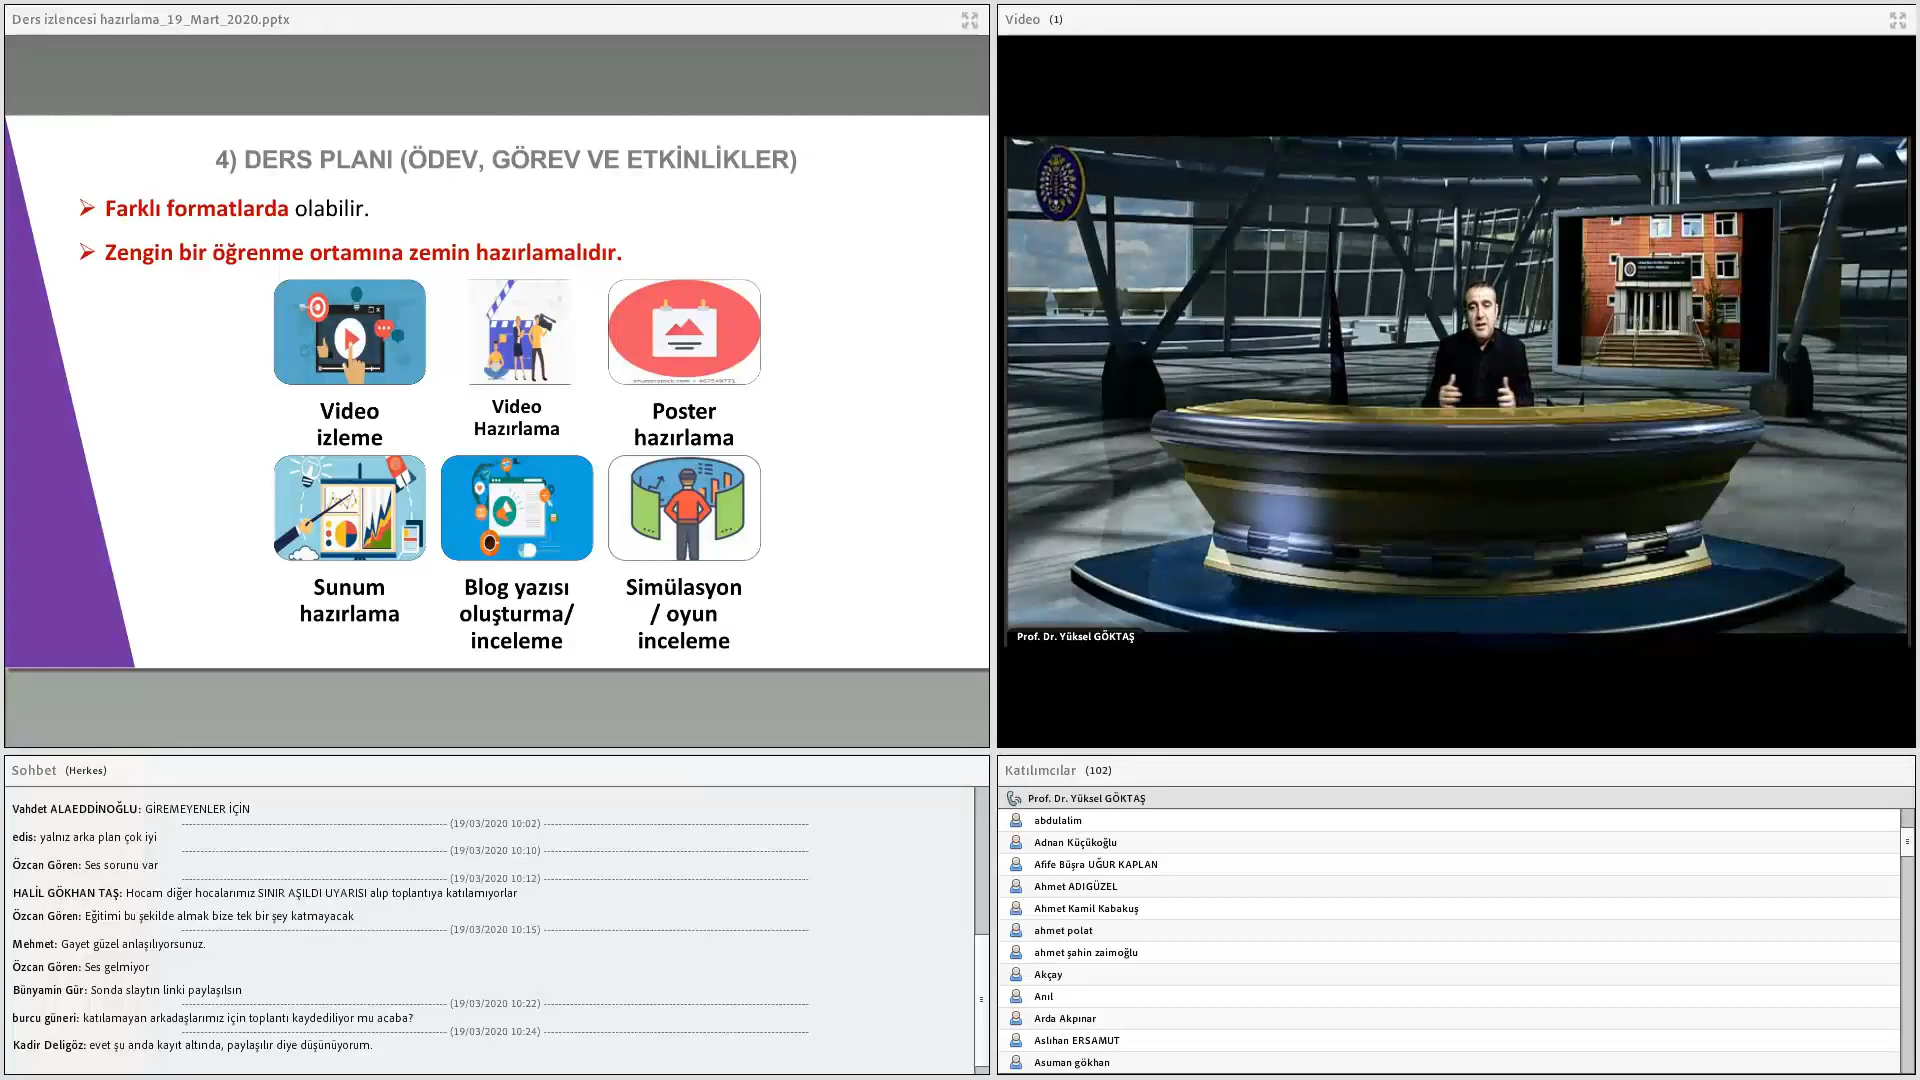 Ders izlencesi hazırlama_19_Mart_2020.pptx
4) DERS PLANI (ÖDEV, GÖREV VE ETKİNLİKLER)
Farklı formatlarda olabilir.
Zengin bir öğrenme ortamına zemin hazırlamalıdır.
Video
izleme
Video
Hazırlama
Poster
hazırlama
Sunum
hazırlama
Blog yazısı
oluşturma/
inceleme
Simülasyon
/ oyun
inceleme
Video (1)
Prof. Dr. Yüksel GÖKTAŞ
Sohbet (Herkes)
Vahdet ALAEDDİNOĞLU: GİREMEYENLER İÇİN
(19/03/2020 10:02)
edis: yalnız arka plan çok iyi
(19/03/2020 10:10)
Özcan Gören: Ses sorunu var
(19/03/2020 10:12)
HALİL GÖKHAN TAŞ: Hocam diğer hocalarımız SINIR AŞILDI UYARISI alıp toplantıya katılamıyorlar
Özcan Gören: Eğitimi bu şekilde almak bize tek bir şey katmayacak
(19/03/2020 10:15)
Mehmet: Gayet güzel anlaşılıyorsunuz.
Özcan Gören: Ses gelmiyor
Bünyamin Gür: Sonda slaytın linki paylaşılsın
(19/03/2020 10:22)
burcu güneri: katılamayan arkadaşlarımız için toplantı kaydediliyor mu acaba?
(19/03/2020 10:24)
Kadir Deligöz: evet şu anda kayıt altında, paylaşılır diye düşünüyorum.
Katılımcılar (102)
Prof. Dr. Yüksel GÖKTAŞ
abdulalim
Adnan Küçükoğlu
Afife Büşra UĞUR KAPLAN
Ahmet ADIGÜZEL
Ahmet Kamil Kabakuş
ahmet polat
ahmet şahin zaimoğlu
Akçay
Anıl
Arda Akpınar
Aslıhan ERSAMUT
Asuman gökhan